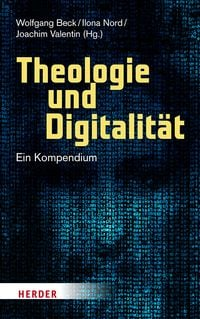 Wolfgang Beck/Ilona Nord/
Joachim Valentin (Hg.)
Theologie
und
Digitalität
Ein Kompendium
HERDER